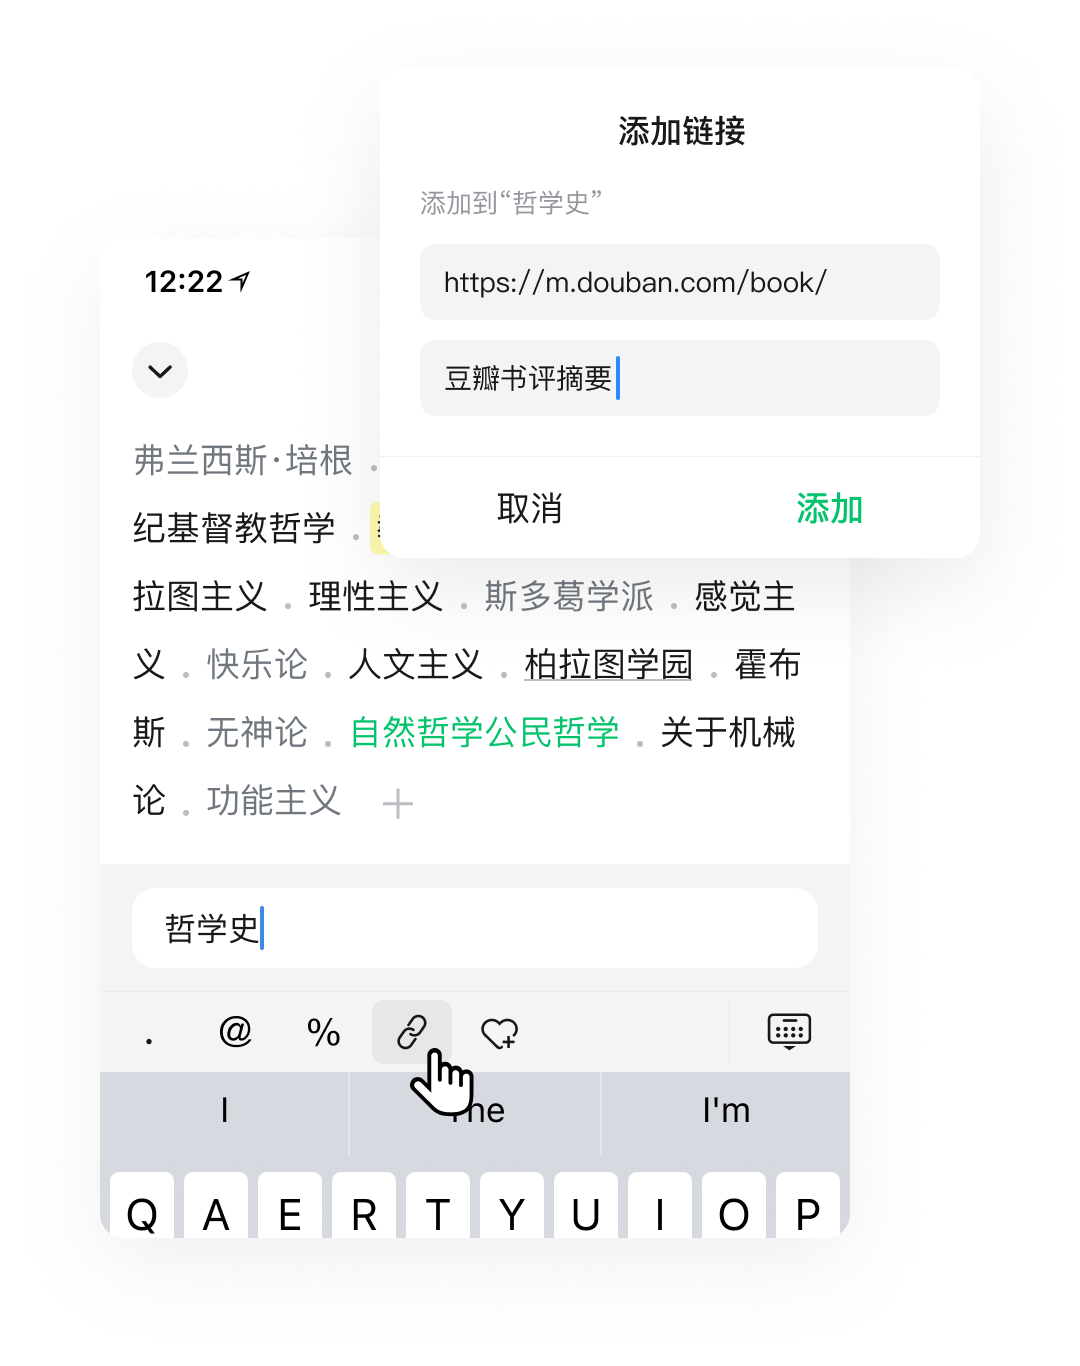 添加链接
添加到“哲学史”
https://m.douban.com/book/
豆瓣书评摘要
取消 添加
12:22
弗兰西斯·培根 .
纪基督教哲学 .
拉图主义 . 理性主义 . 斯多葛学派 . 感觉主
义 . 快乐论 . 人文主义 . 柏拉图学园 . 霍布
斯 . 无神论 . 自然哲学公民哲学 . 关于机械
论 . 功能主义 +
哲学史
. @ %
I he I'm
Q A E R T Y U I O P